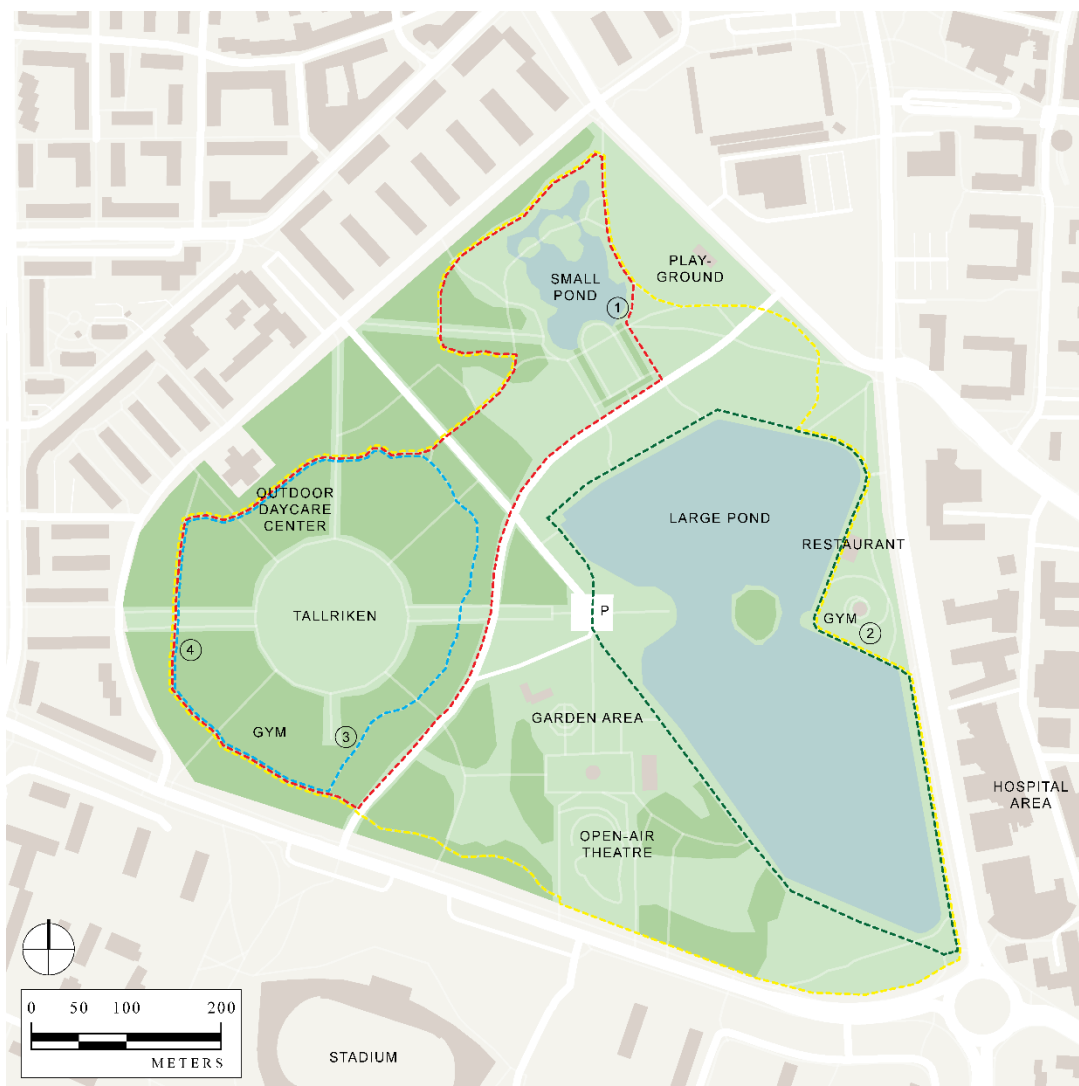 PLAY-
GROUND
SMALL
POND
1
OUTDOOR
DAYCARE
CENTER
LARGE POND
RESTAURANT
TALLRIKEN
P
GYM
2
4
GYM
3
GARDEN AREA
HOSPITAL
AREA
OPEN-AIR
THEATRE
0 50 100 200
METERS
STADIUM